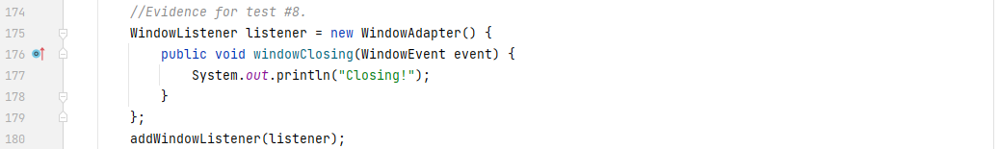 174 //Evidence for test #8.
175 WindowListener listener = new WindowAdapter() {
176 public void windowClosing(WindowEvent event) {
177 System.out.println("Closing!");
178 }
179 };
180 addWindowListener(listener);